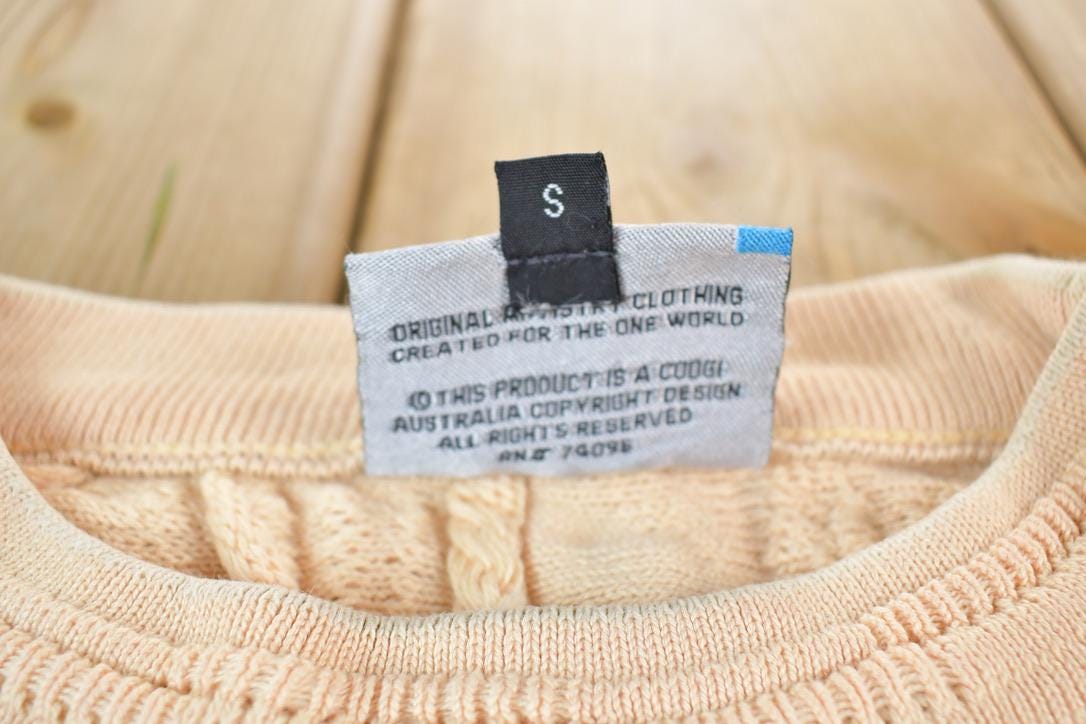 S
ORIGINAL ARTISTRY CLOTHING
CREATED FOR THE ONE WORLD
© THIS PRODUCT IS A COOGI
AUSTRALIA COPYRIGHT DESIGN
ALL RIGHTS RESERVED
RN# 74096